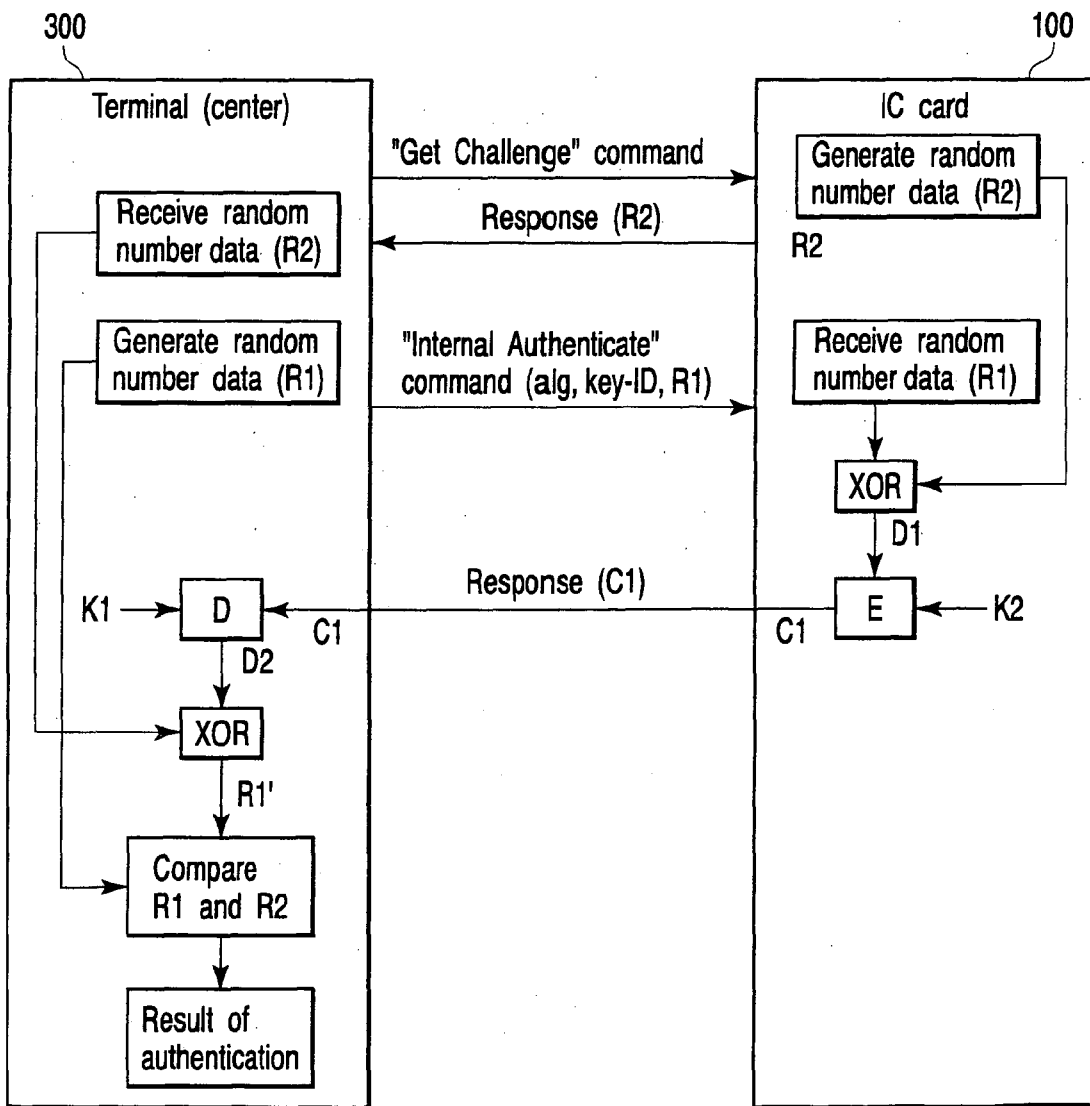 300
100
Terminal (center)
IC card
"Get Challenge" command
Generate random
number data (R2)
Receive random
number data (R2)
Response (R2)
R2
Generate random
number data (R1)
"Internal Authenticate"
command (alg, key-ID, R1)
Receive random
number data (R1)
XOR
D1
Response (C1)
K1
D
C1
C1
E
K2
D2
XOR
R1'
Compare
R1 and R2
Result of
authentication